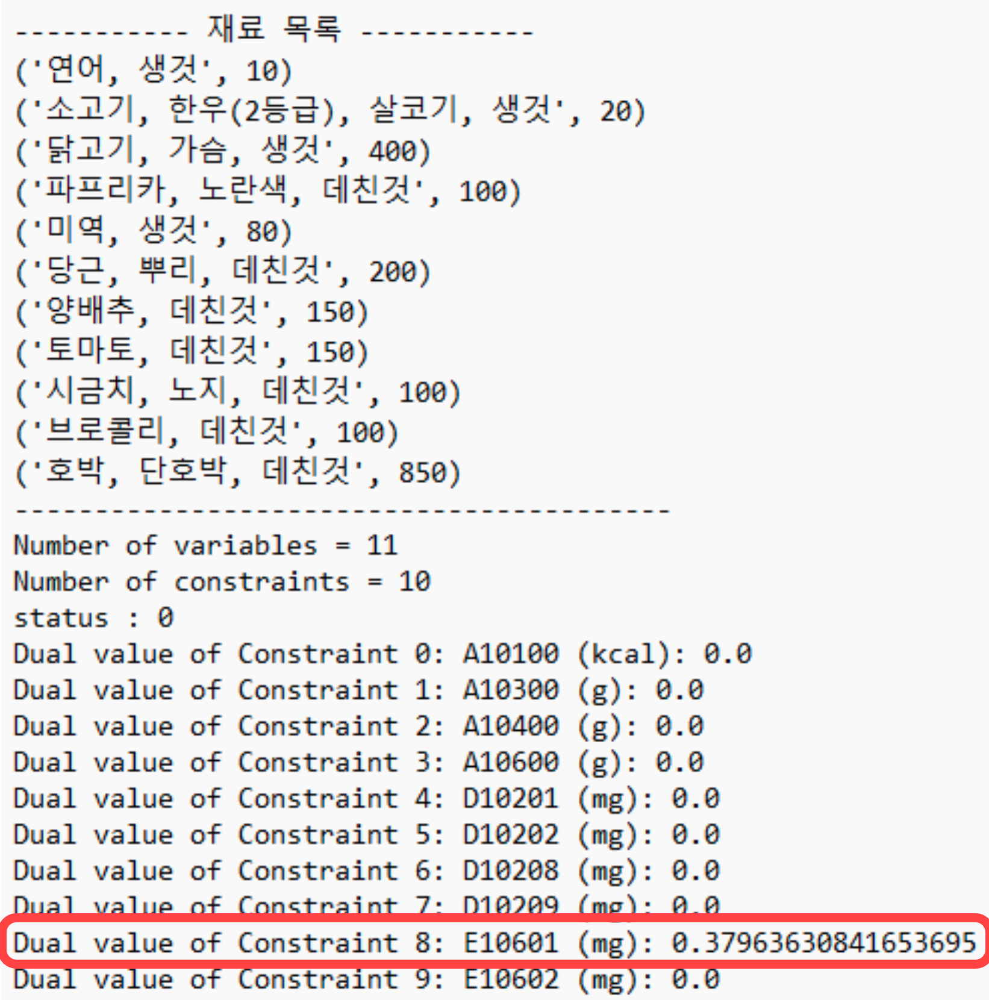 ----------- 재료 목록 -----------
('연어, 생것', 10)
('소고기, 한우(2등급), 살코기, 생것', 20)
('닭고기, 가슴, 생것', 400)
('파프리카, 노란색, 데친것', 100)
('미역, 생것', 80)
('당근, 뿌리, 데친것', 200)
('양배추, 데친것', 150)
('토마토, 데친것', 150)
('시금치, 노지, 데친것', 100)
('브로콜리, 데친것', 100)
('호박, 단호박, 데친것', 850)
-----------------------------------------
Number of variables = 11
Number of constraints = 10
status : 0
Dual value of Constraint 0: A10100 (kcal): 0.0
Dual value of Constraint 1: A10300 (g): 0.0
Dual value of Constraint 2: A10400 (g): 0.0
Dual value of Constraint 3: A10600 (g): 0.0
Dual value of Constraint 4: D10201 (mg): 0.0
Dual value of Constraint 5: D10202 (mg): 0.0
Dual value of Constraint 6: D10208 (mg): 0.0
Dual value of Constraint 7: D10209 (mg): 0.0
Dual value of Constraint 8: E10601 (mg): 0.37963630841653695
Dual value of Constraint 9: E10602 (mg): 0.0